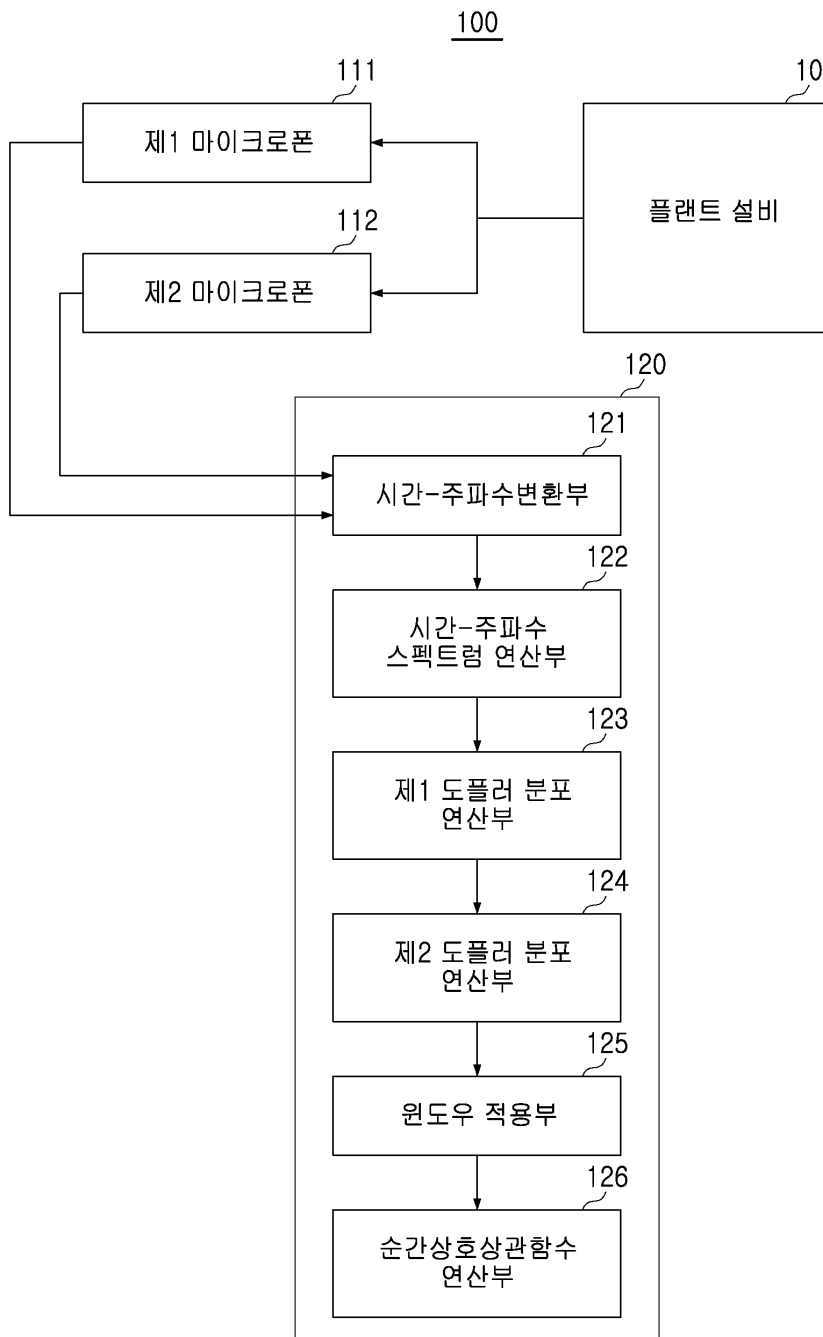 100
111
제1 마이크로폰
10
플랜트 설비
112
제2 마이크로폰
120
121
시간-주파수변환부
122
시간-주파수
스펙트럼 연산부
123
제1 도플러 분포
연산부
124
제2 도플러 분포
연산부
125
윈도우 적용부
126
순간상호상관함수
연산부